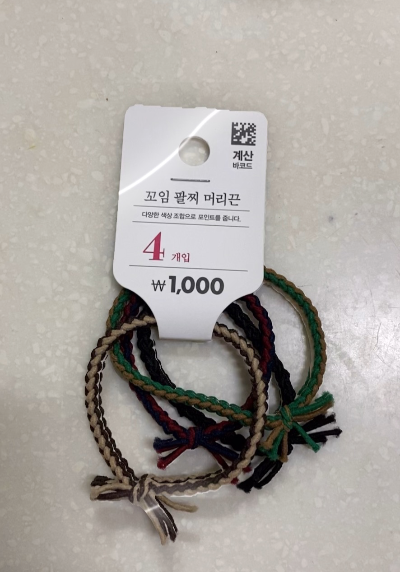 계산
바코드
꼬임 팔찌 머리끈
다양한 색상 조합으로 포인트를 줍니다.
4 개입
₩1,000